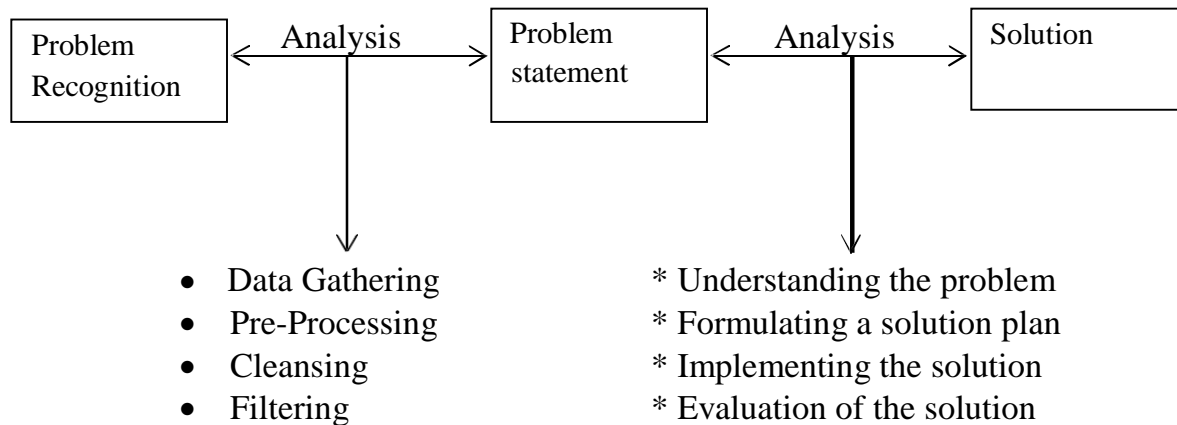 Problem
Recognition
Analysis
Problem
statement
Analysis
Solution
• Data Gathering
• Pre-Processing
• Cleansing
• Filtering
* Understanding the problem
* Formulating a solution plan
* Implementing the solution
* Evaluation of the solution